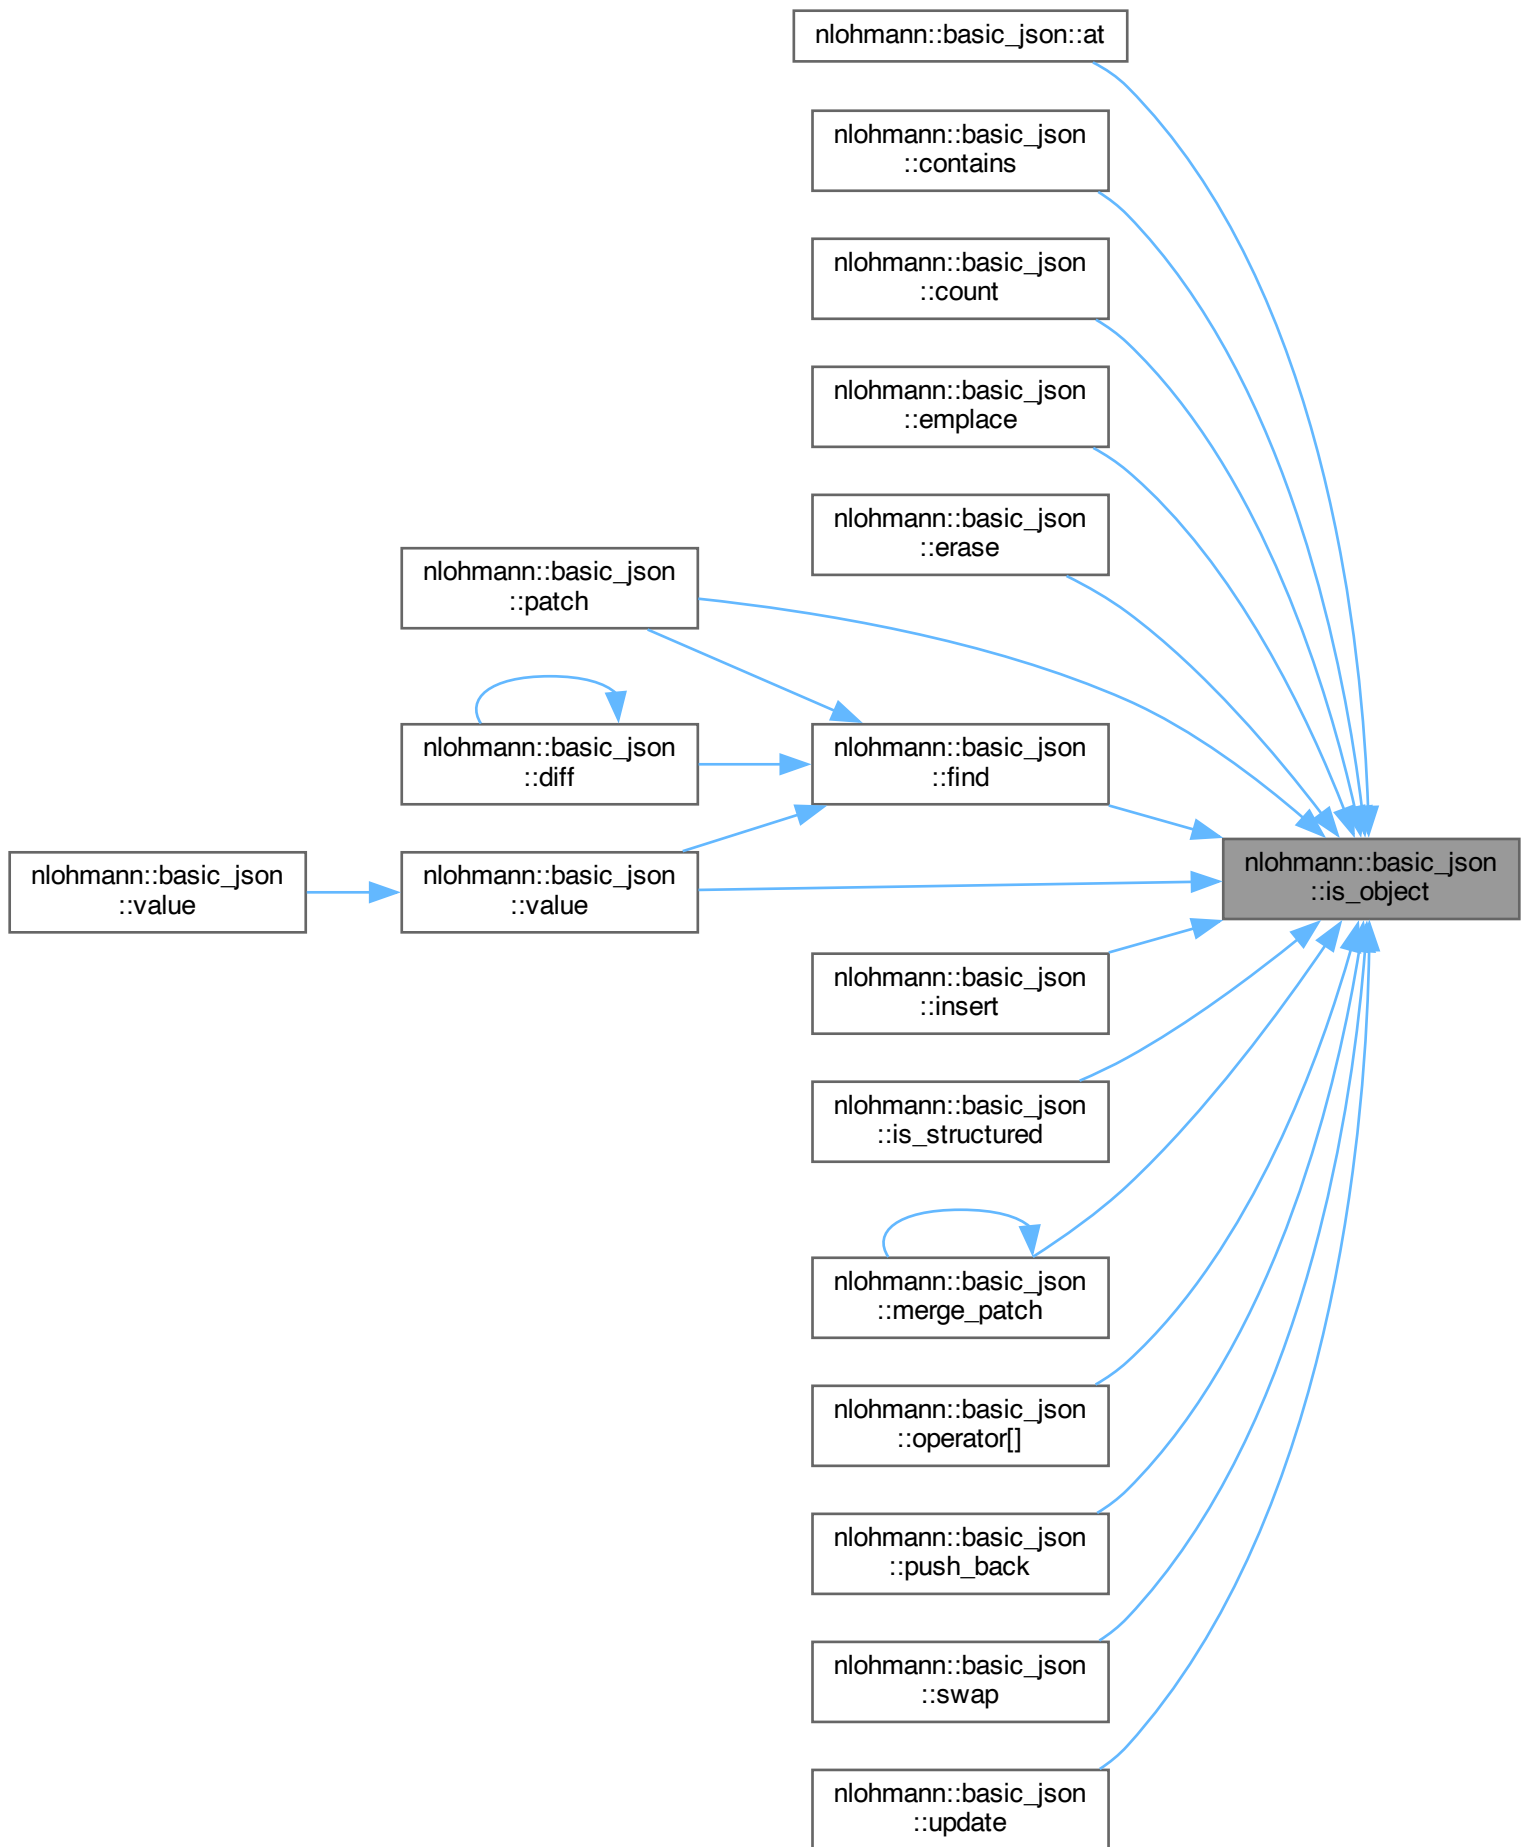 nlohmann::basic_json::at
nlohmann::basic_json
::contains
nlohmann::basic_json
::count
nlohmann::basic_json
::emplace
nlohmann::basic_json
::erase
nlohmann::basic_json
::patch
nlohmann::basic_json
::diff
nlohmann::basic_json
::find
nlohmann::basic_json
::value
nlohmann::basic_json
::value
nlohmann::basic_json
::is_object
nlohmann::basic_json
::insert
nlohmann::basic_json
::is_structured
nlohmann::basic_json
::merge_patch
nlohmann::basic_json
::operator[]
nlohmann::basic_json
::push_back
nlohmann::basic_json
::swap
nlohmann::basic_json
::update